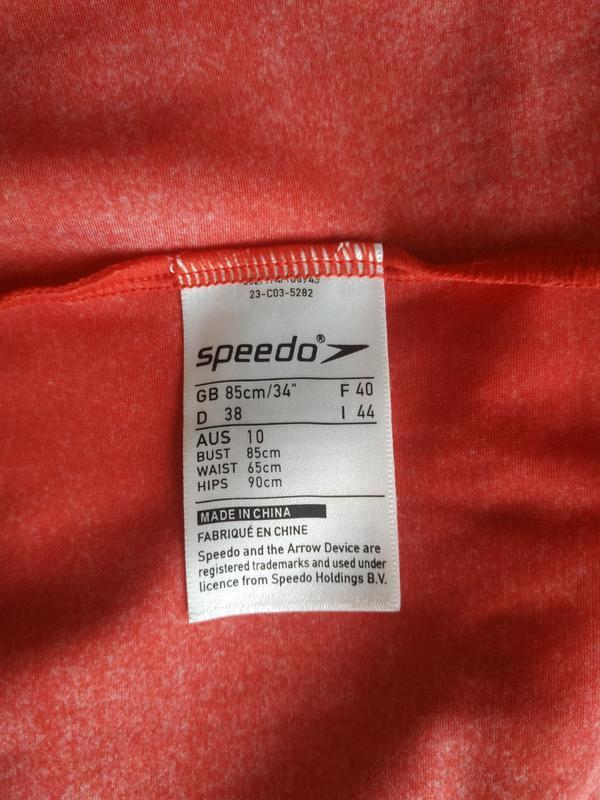 23-C03-5282
speedo®
GB 85cm/34" F 40
D 38 I 44
AUS 10
BUST 85cm
WAIST 65cm
HIPS 90cm
MADE IN CHINA
FABRIQUÉ EN CHINE
Speedo and the Arrow Device are
registered trademarks and used under
licence from Speedo Holdings B.V.